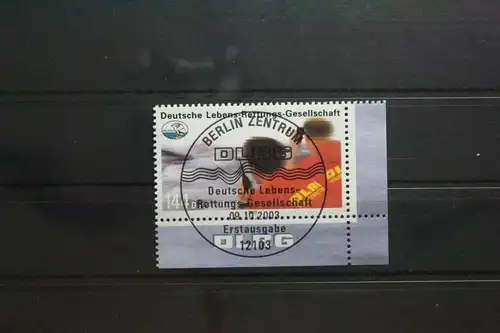 Deutsche Lebens-Rettungs-Gesellschaft
BERLIN ZENTRUM
DLRG
Deutsche Lebens-
Rettungs-Gesellschaft
144
09.10.2003
Erstausgabe
DLRG
12103